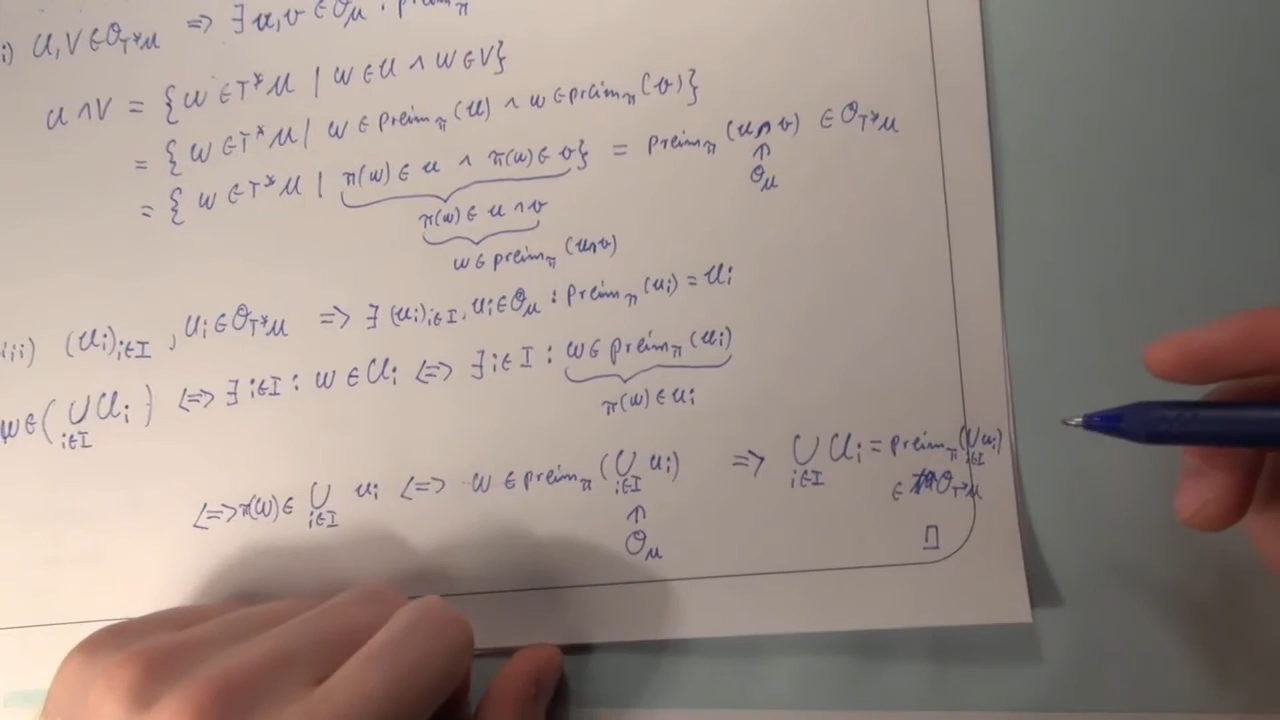 i) U,V∈O_{T*M} => ∃ u,v∈O_M : preim_π
U∩V = {w∈T*M | w∈U ∧ w∈V}
= {w∈T*M | w∈preim_π(u) ∧ w∈preim_π(v)}
= {w∈T*M | π(w)∈u ∧ π(w)∈v} = preim_π(u∩v) ∈ O_{T*M}
↑
π(w)∈u∩v
O_M
w∈preim_π(u∩v)
iii) (U_i)_{i∈I}, U_i∈O_{T*M} => ∃ (u_i)_{i∈I}, u_i∈O_M : preim_π(u_i) = U_i
w∈(∪_{i∈I} U_i) <=> ∃ i∈I : w∈U_i <=> ∃ i∈I : w∈preim_π(u_i)
π(w)∈u_i
<=> π(w)∈ ∪_{i∈I} u_i <=> w∈preim_π(∪_{i∈I} u_i) => ∪_{i∈I} U_i = preim_π(∪_{i∈I} u_i)
↑ ∈ O_{T*M}
O_M □